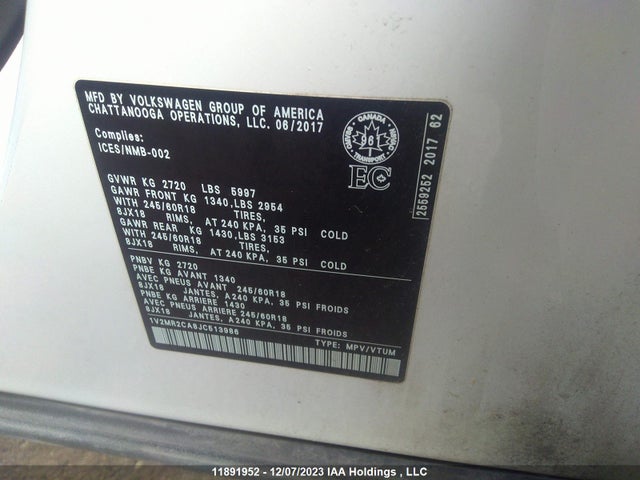 MFD BY VOLKSWAGEN GROUP OF AMERICA
CHATTANOOGA OPERATIONS, LLC. 06/2017
Complies:
ICES/NMB-002
CANADA
96
TRANSPORT
EC
2559252 2017 62
GVWR KG 2720 LBS 5997
GAWR FRONT KG 1340,LBS 2954
WITH 245/60R18 TIRES,
8JX18 RIMS, AT 240 KPA, 35 PSI COLD
GAWR REAR KG 1430,LBS 3153
WITH 245/60R18 TIRES,
8JX18 RIMS, AT 240 KPA, 35 PSI COLD
PNBV KG 2720
PNBE KG AVANT 1340
AVEC PNEUS AVANT 245/60R18
8JX18 JANTES, A 240 KPA, 35 PSI FROIDS
PNBE KG ARRIERE 1430
AVEC PNEUS ARRIERE 245/60R18
8JX18 JANTES, A 240 KPA, 35 PSI FROIDS
1V2MR2CA8JC513986
TYPE: MPV/VTUM
11891952 - 12/07/2023 IAA Holdings , LLC